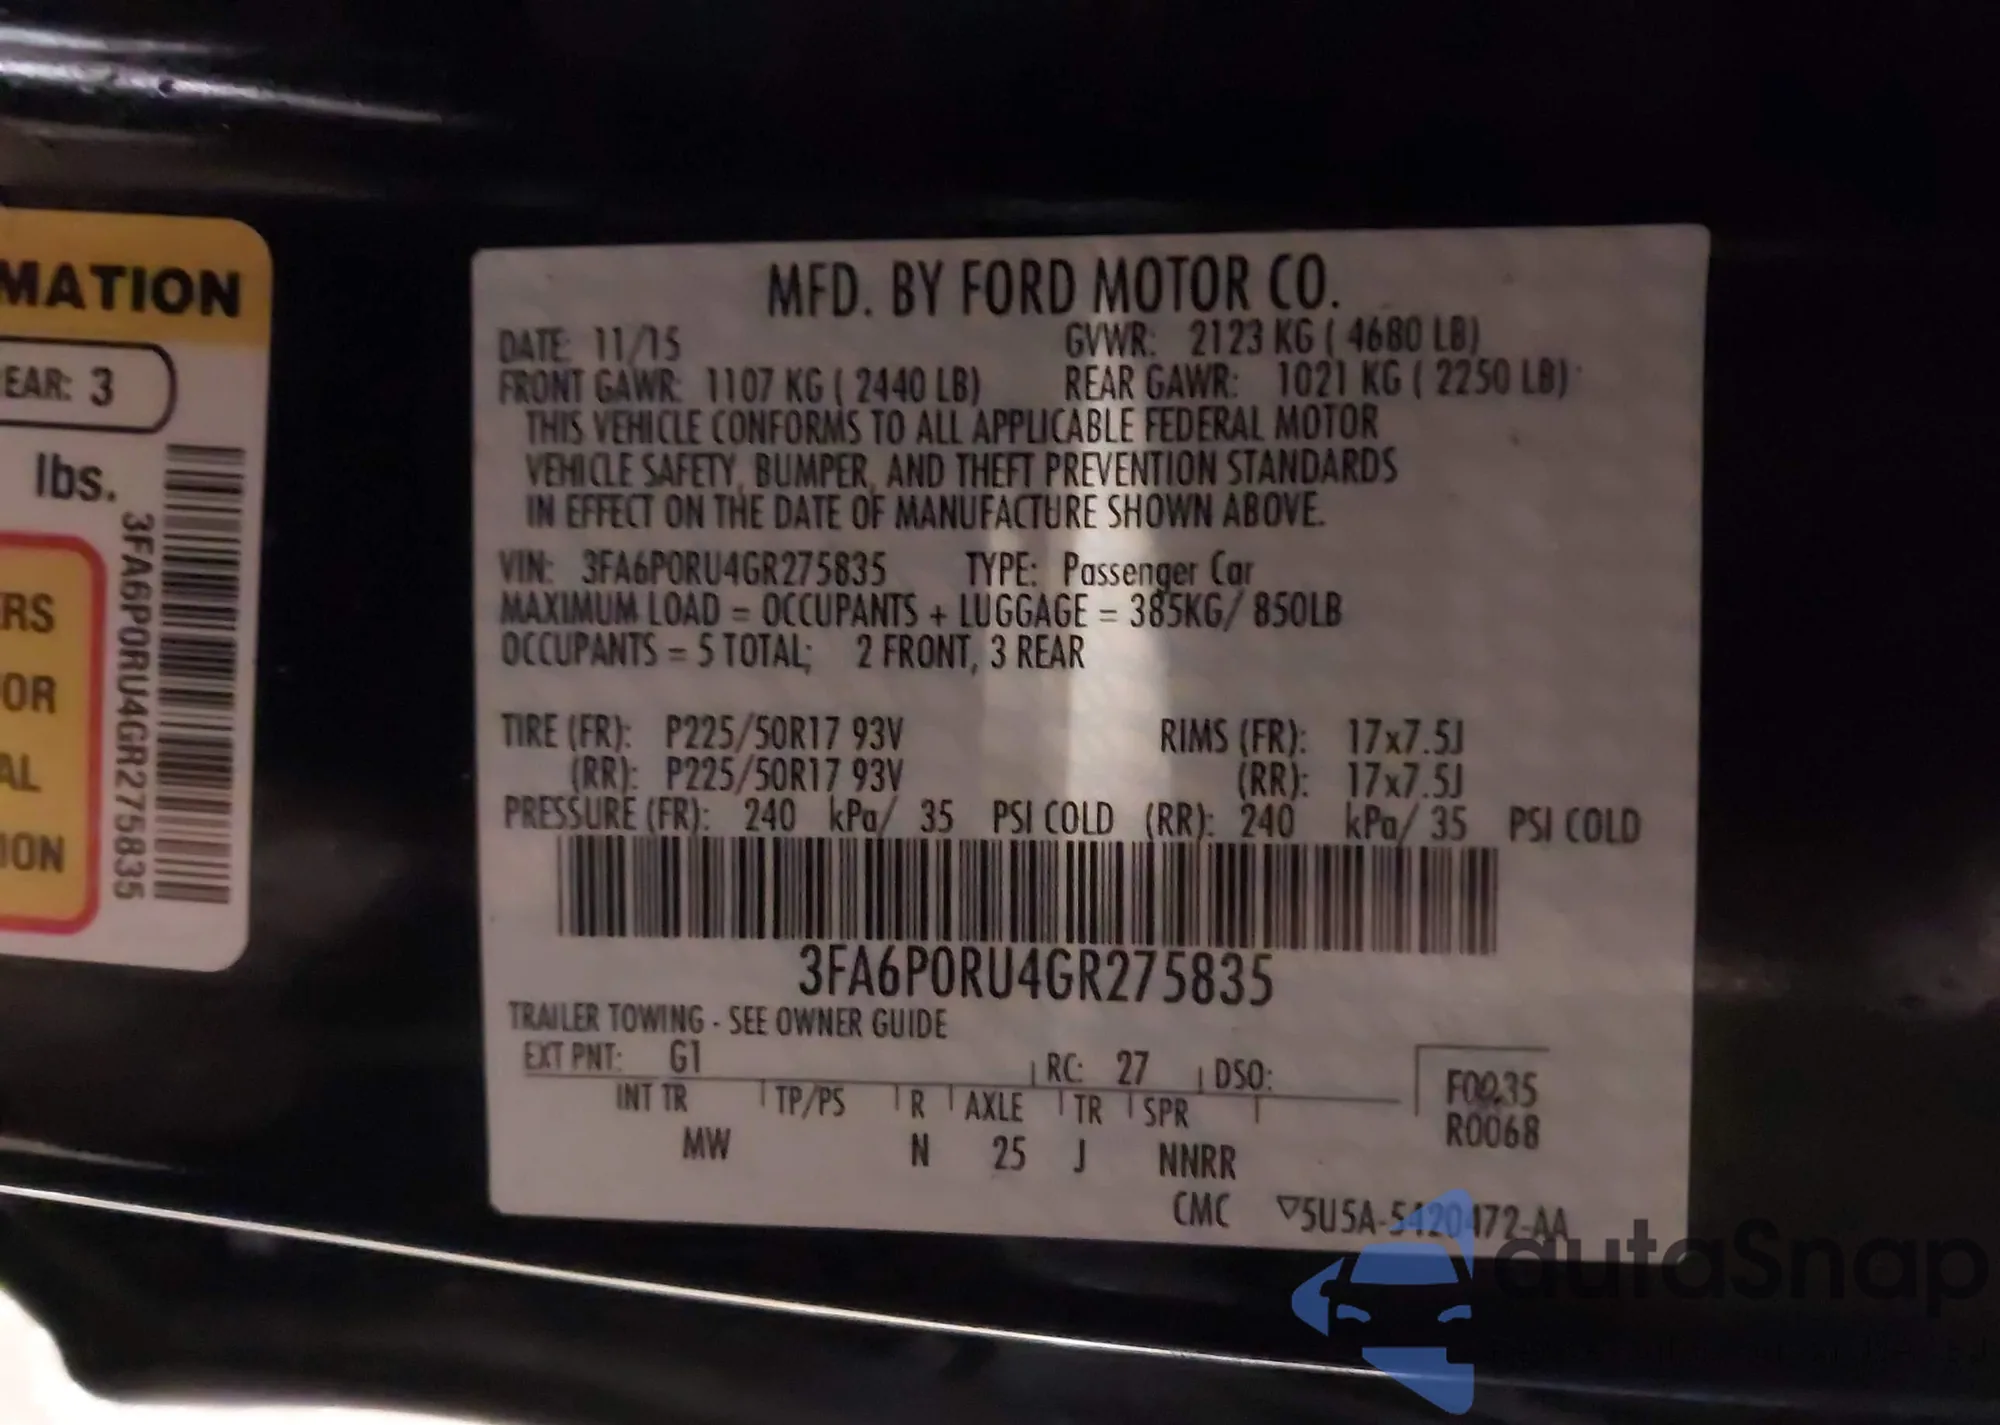 MATION
EAR: 3
lbs.
3FA6P0RU4GR275835
RS
OR
AL
ION
MFD. BY FORD MOTOR CO.
DATE: 11/15 GVWR: 2123 KG ( 4680 LB)
FRONT GAWR: 1107 KG ( 2440 LB) REAR GAWR: 1021 KG ( 2250 LB)
THIS VEHICLE CONFORMS TO ALL APPLICABLE FEDERAL MOTOR
VEHICLE SAFETY, BUMPER, AND THEFT PREVENTION STANDARDS
IN EFFECT ON THE DATE OF MANUFACTURE SHOWN ABOVE.
VIN: 3FA6P0RU4GR275835 TYPE: Passenger Car
MAXIMUM LOAD = OCCUPANTS + LUGGAGE = 385KG/ 850LB
OCCUPANTS = 5 TOTAL; 2 FRONT, 3 REAR
TIRE (FR): P225/50R17 93V RIMS (FR): 17x7.5J
(RR): P225/50R17 93V (RR): 17x7.5J
PRESSURE (FR): 240 kPa/ 35 PSI COLD (RR): 240 kPa/ 35 PSI COLD
3FA6P0RU4GR275835
TRAILER TOWING - SEE OWNER GUIDE
EXT PNT: G1 RC: 27 DSO:
INT TR TP/PS R AXLE TR SPR
MW N 25 J NNRR
F0035
R0068
CMC ▽5U5A-5420472-AA
autoSnap